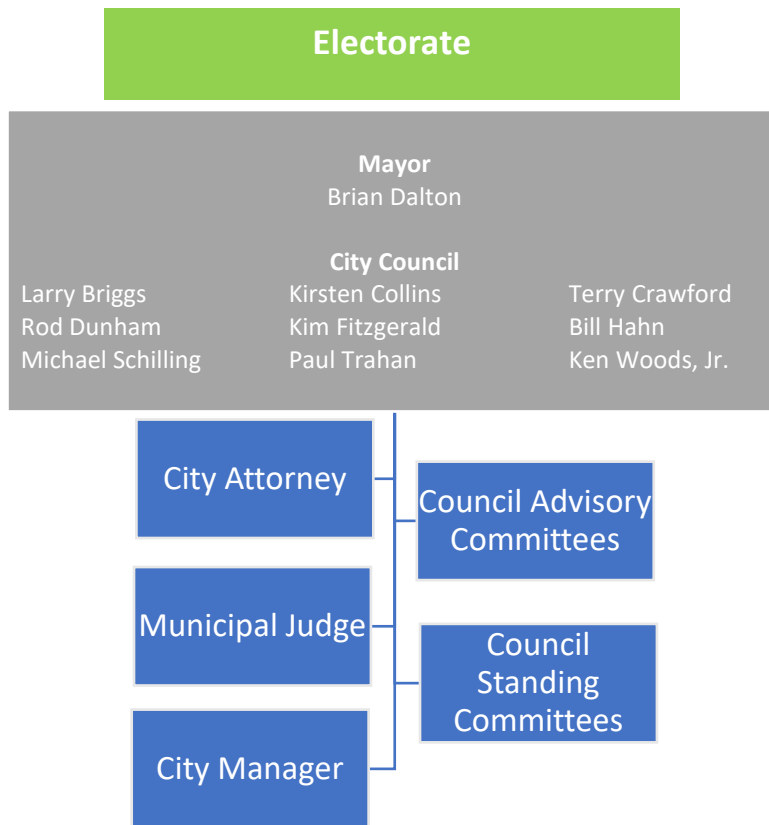 Electorate
Mayor
Brian Dalton
City Council
Larry Briggs Kirsten Collins Terry Crawford
Rod Dunham Kim Fitzgerald Bill Hahn
Michael Schilling Paul Trahan Ken Woods, Jr.
City Attorney
Council Advisory
Committees
Municipal Judge
Council
Standing
Committees
City Manager